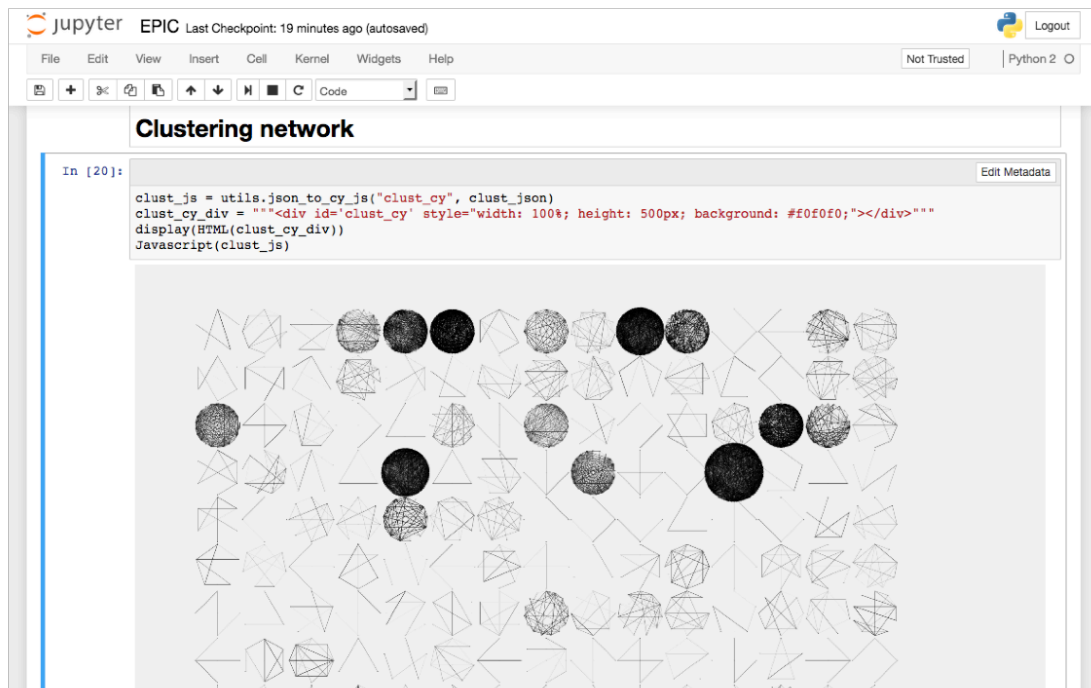 jupyter EPIC Last Checkpoint: 19 minutes ago (autosaved) Logout
File Edit View Insert Cell Kernel Widgets Help Not Trusted Python 2
Code
Clustering network
In [20]:
Edit Metadata
clust_js = utils.json_to_cy_js("clust_cy", clust_json)
clust_cy_div = """<div id='clust_cy' style="width: 100%; height: 500px; background: #f0f0f0;"></div>"""
display(HTML(clust_cy_div))
Javascript(clust_js)